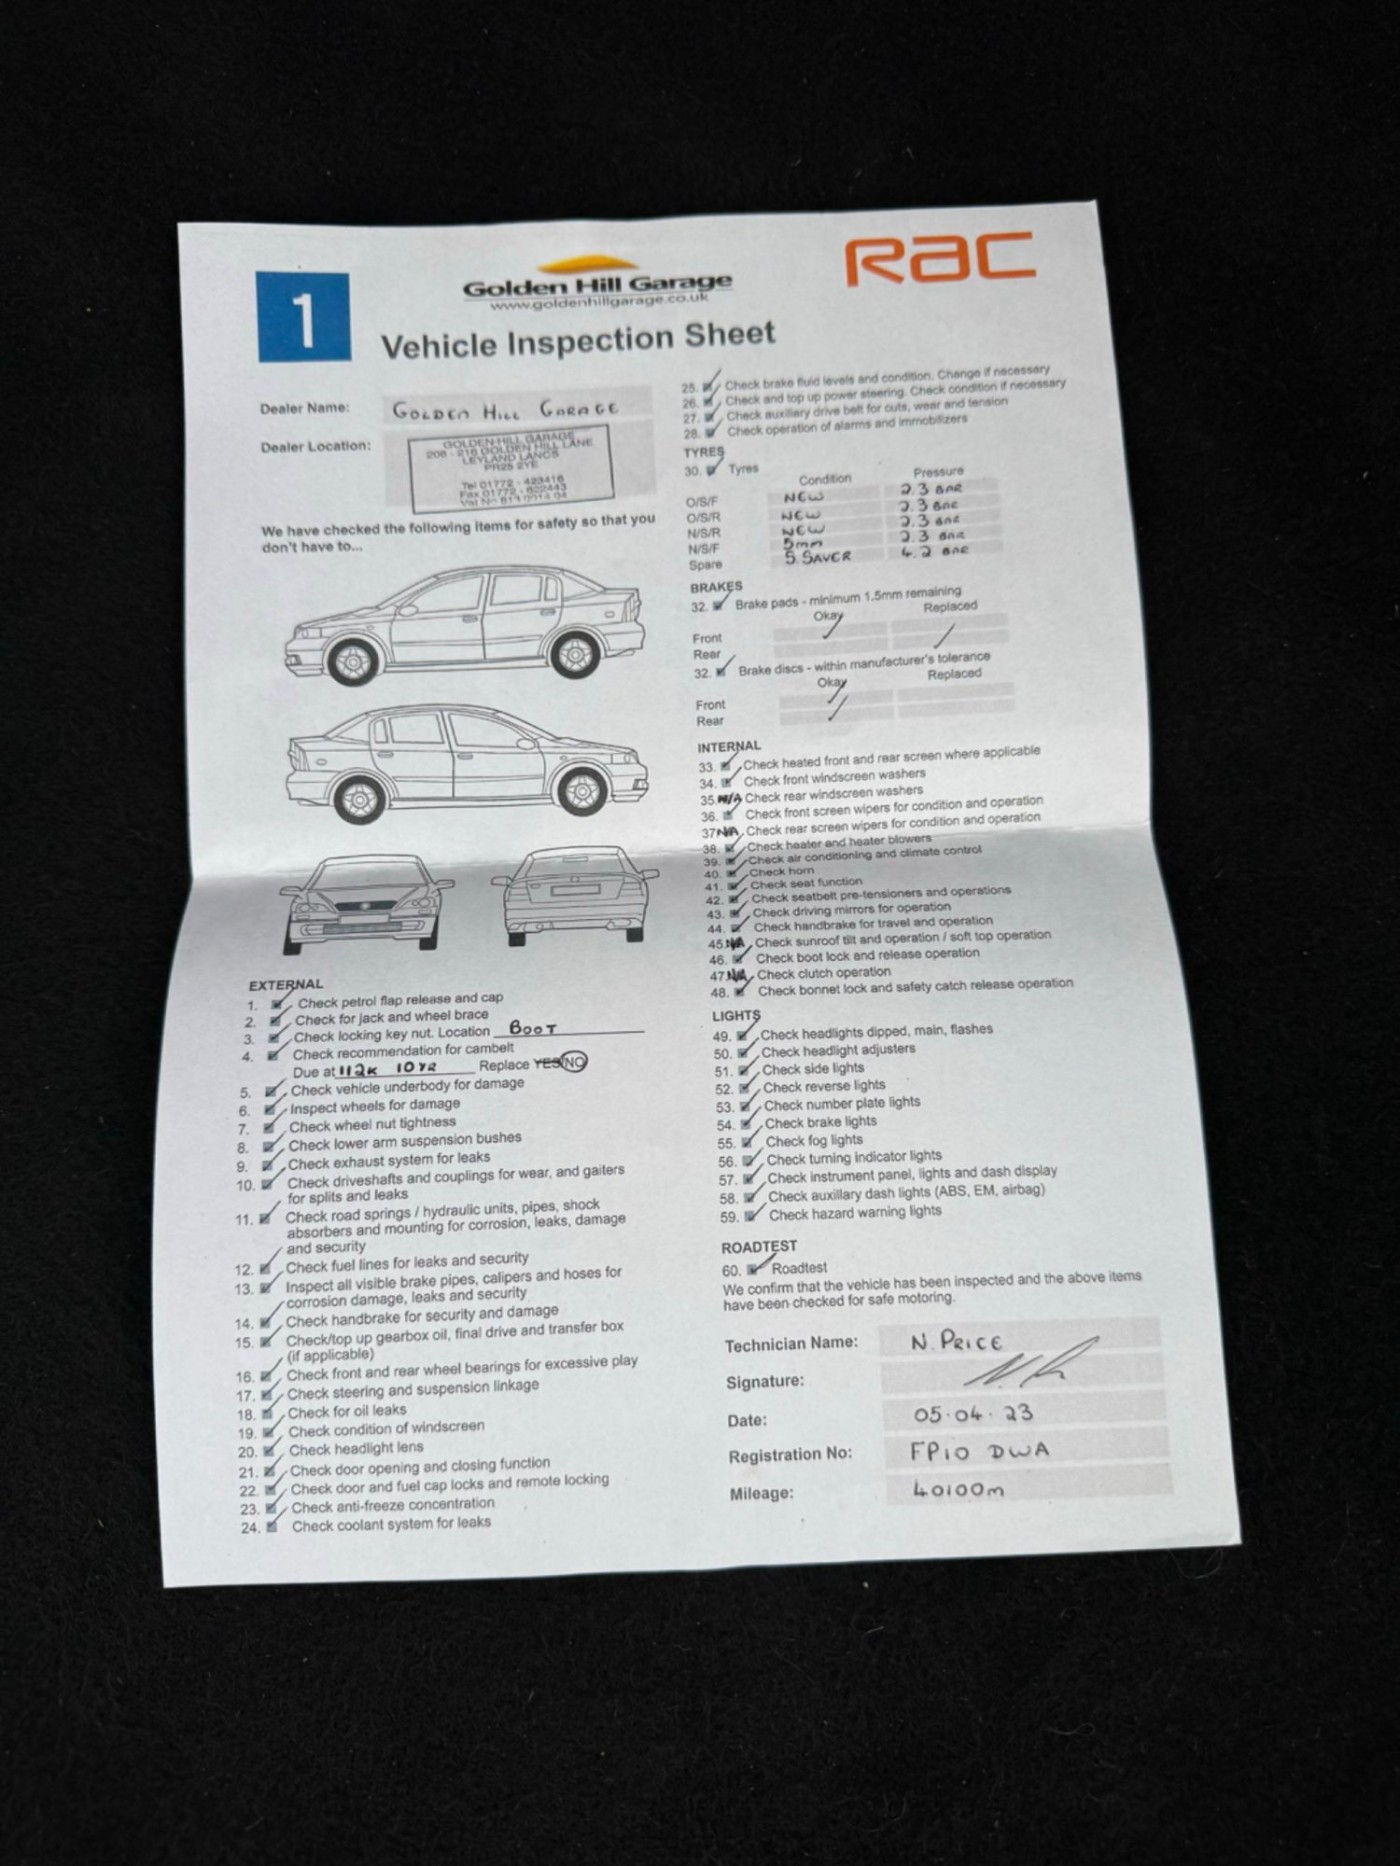 1
Golden Hill Garage
www.goldenhillgarage.co.uk
RAC
Vehicle Inspection Sheet
Dealer Name: GOLDEN HILL GARAGE
Dealer Location:
GOLDEN HILL GARAGE
208 - 216 GOLDEN HILL LANE
LEYLAND LANCS
PR25 2YE
Tel 01772 - 423416
Fax 01772 - 622443
Vat No 613 0914 04
We have checked the following items for safety so that you
don't have to...
EXTERNAL
1. Check petrol flap release and cap
2. Check for jack and wheel brace
3. Check locking key nut. Location BOOT
4. Check recommendation for cambelt
Due at 112K 10YR Replace YES/NO
5. Check vehicle underbody for damage
6. Inspect wheels for damage
7. Check wheel nut tightness
8. Check lower arm suspension bushes
9. Check exhaust system for leaks
10. Check driveshafts and couplings for wear, and gaiters
for splits and leaks
11. Check road springs / hydraulic units, pipes, shock
absorbers and mounting for corrosion, leaks, damage
and security
12. Check fuel lines for leaks and security
13. Inspect all visible brake pipes, calipers and hoses for
corrosion damage, leaks and security
14. Check handbrake for security and damage
15. Check/top up gearbox oil, final drive and transfer box
(if applicable)
16. Check front and rear wheel bearings for excessive play
17. Check steering and suspension linkage
18. Check for oil leaks
19. Check condition of windscreen
20. Check headlight lens
21. Check door opening and closing function
22. Check door and fuel cap locks and remote locking
23. Check anti-freeze concentration
24. Check coolant system for leaks
25. Check brake fluid levels and condition. Change if necessary
26. Check and top up power steering. Check condition if necessary
27. Check auxiliary drive belt for cuts, wear and tension
28. Check operation of alarms and immobilizers
TYRES
30. Tyres
Condition Pressure
O/S/F NEW 2.3 BAR
O/S/R NEW 2.3 BAR
N/S/R NEW 2.3 BAR
N/S/F 5mm 2.3 BAR
Spare S. SAVER 4.2 BAR
BRAKES
32. Brake pads - minimum 1.5mm remaining
Okay Replaced
Front
Rear
32. Brake discs - within manufacturer's tolerance
Okay Replaced
Front
Rear
INTERNAL
33. Check heated front and rear screen where applicable
34. Check front windscreen washers
35. N/A Check rear windscreen washers
36. Check front screen wipers for condition and operation
37 N/A Check rear screen wipers for condition and operation
38. Check heater and heater blowers
39. Check air conditioning and climate control
40. Check horn
41. Check seat function
42. Check seatbelt pre-tensioners and operations
43. Check driving mirrors for operation
44. Check handbrake for travel and operation
45. N/A Check sunroof tilt and operation / soft top operation
46. Check boot lock and release operation
47. N/A Check clutch operation
48. Check bonnet lock and safety catch release operation
LIGHTS
49. Check headlights dipped, main, flashes
50. Check headlight adjusters
51. Check side lights
52. Check reverse lights
53. Check number plate lights
54. Check brake lights
55. Check fog lights
56. Check turning indicator lights
57. Check instrument panel, lights and dash display
58. Check auxillary dash lights (ABS, EM, airbag)
59. Check hazard warning lights
ROADTEST
60. Roadtest
We confirm that the vehicle has been inspected and the above items
have been checked for safe motoring.
Technician Name: N. PRICE
Signature:
Date: 05.04.23
Registration No: FP10 DWA
Mileage: 40100m